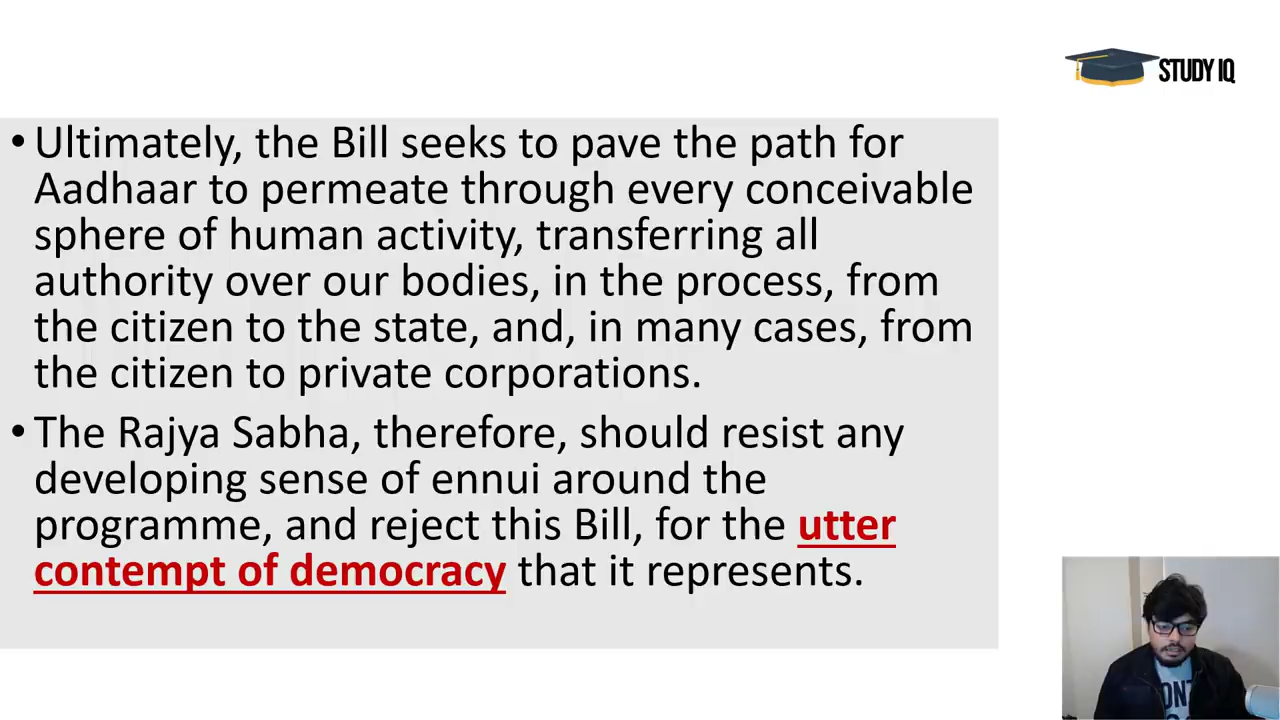 STUDY IQ
• Ultimately, the Bill seeks to pave the path for
Aadhaar to permeate through every conceivable
sphere of human activity, transferring all
authority over our bodies, in the process, from
the citizen to the state, and, in many cases, from
the citizen to private corporations.
• The Rajya Sabha, therefore, should resist any
developing sense of ennui around the
programme, and reject this Bill, for the utter
contempt of democracy that it represents.